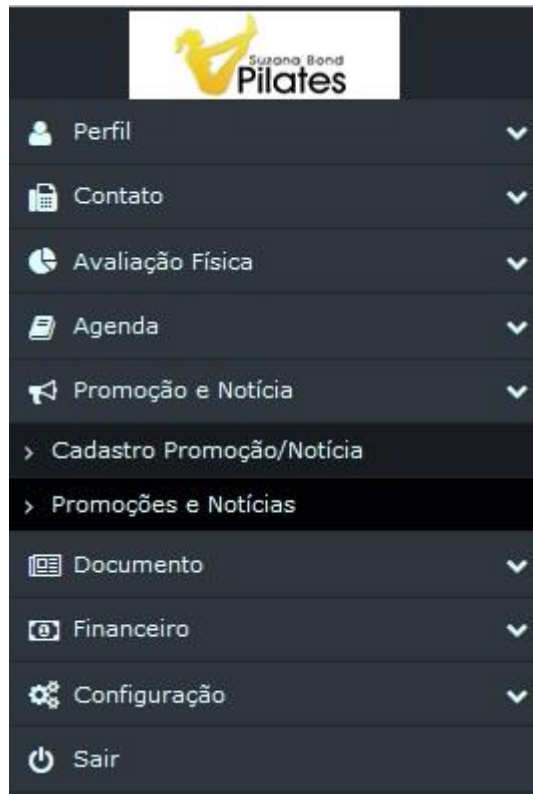 Suzana Bond
Pilates
Perfil
Contato
Avaliação Física
Agenda
Promoção e Notícia
Cadastro Promoção/Notícia
Promoções e Notícias
Documento
Financeiro
Configuração
Sair